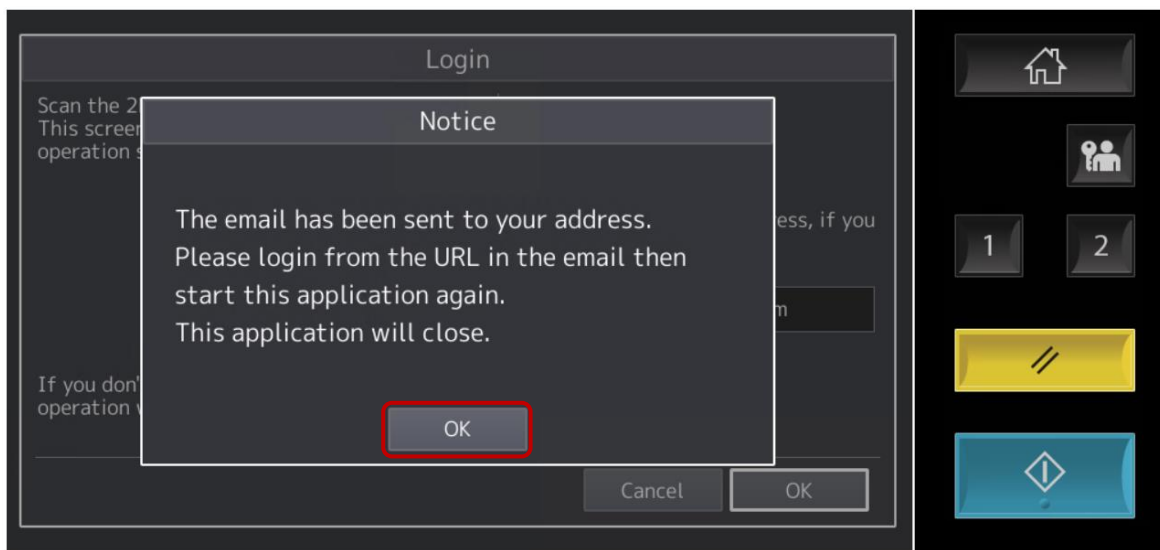 Login
Scan the 2
This screen
operation s
Notice
The email has been sent to your address.
Please login from the URL in the email then
start this application again.
This application will close.
OK
ess, if you
m
If you don'
operation w
Cancel
OK
1
2